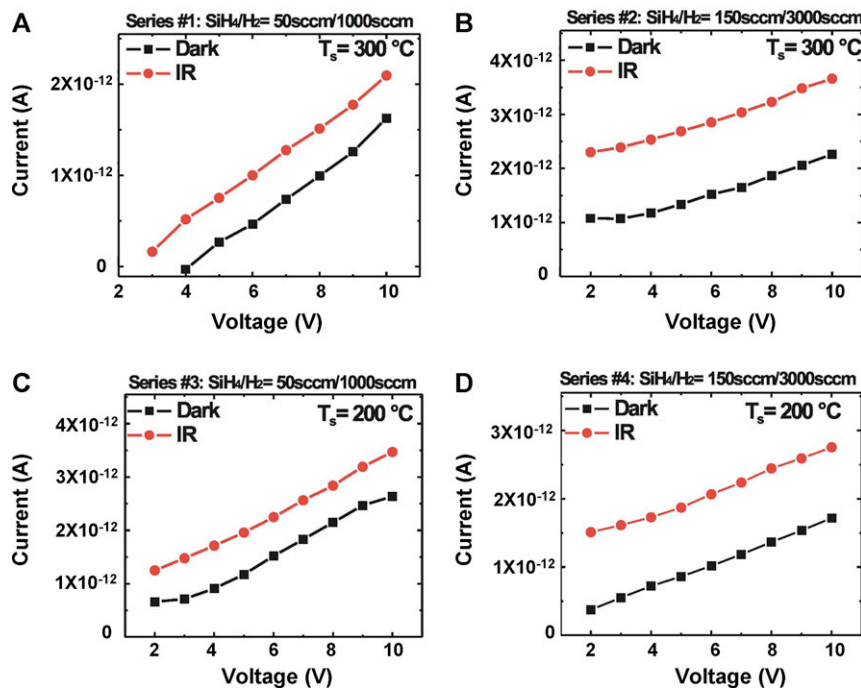 A
Series #1: SiH₄/H₂= 50sccm/1000sccm
Dark
IR
Tₛ= 300 °C
2X10⁻¹²
1X10⁻¹²
0
Current (A)
2 4 6 8 10
Voltage (V)
B
Series #2: SiH₄/H₂= 150sccm/3000sccm
Dark
IR
Tₛ= 300 °C
4X10⁻¹²
3X10⁻¹²
2X10⁻¹²
1X10⁻¹²
0
Current (A)
2 4 6 8 10
Voltage (V)
C
Series #3: SiH₄/H₂= 50sccm/1000sccm
Dark
IR
Tₛ= 200 °C
4X10⁻¹²
3X10⁻¹²
2X10⁻¹²
1X10⁻¹²
0
Current (A)
2 4 6 8 10
Voltage (V)
D
Series #4: SiH₄/H₂= 150sccm/3000sccm
Dark
IR
Tₛ= 200 °C
3X10⁻¹²
2X10⁻¹²
1X10⁻¹²
0
Current (A)
2 4 6 8 10
Voltage (V)